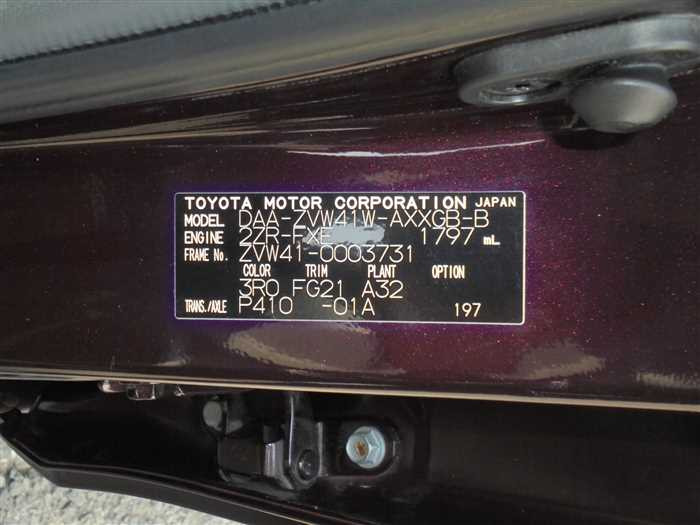 TOYOTA MOTOR CORPORATION JAPAN
MODEL DAA-ZVW41W-AXXGB-B
ENGINE 2ZR-FXE 1797 mL
FRAME No. ZVW41-0003731
COLOR TRIM PLANT OPTION
3R0 FG21 A32
TRANS./AXLE P410 -01A 197